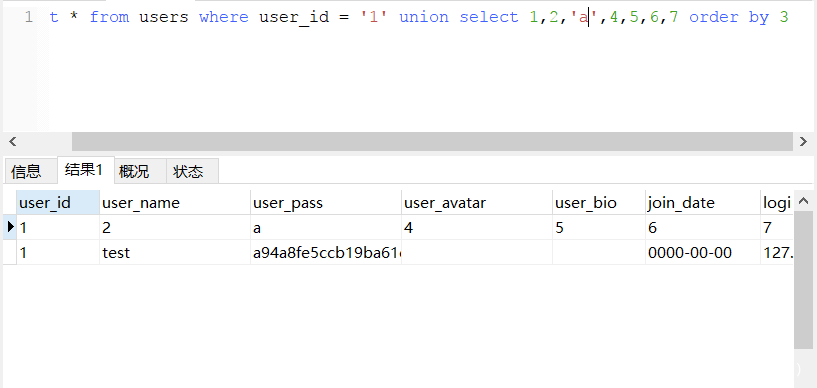 1 t * from users where user_id = '1' union select 1,2,'a',4,5,6,7 order by 3
信息 结果1 概况 状态
user_id user_name user_pass user_avatar user_bio join_date logi
1 2 a 4 5 6 7
1 test a94a8fe5ccb19ba61 0000-00-00 127.